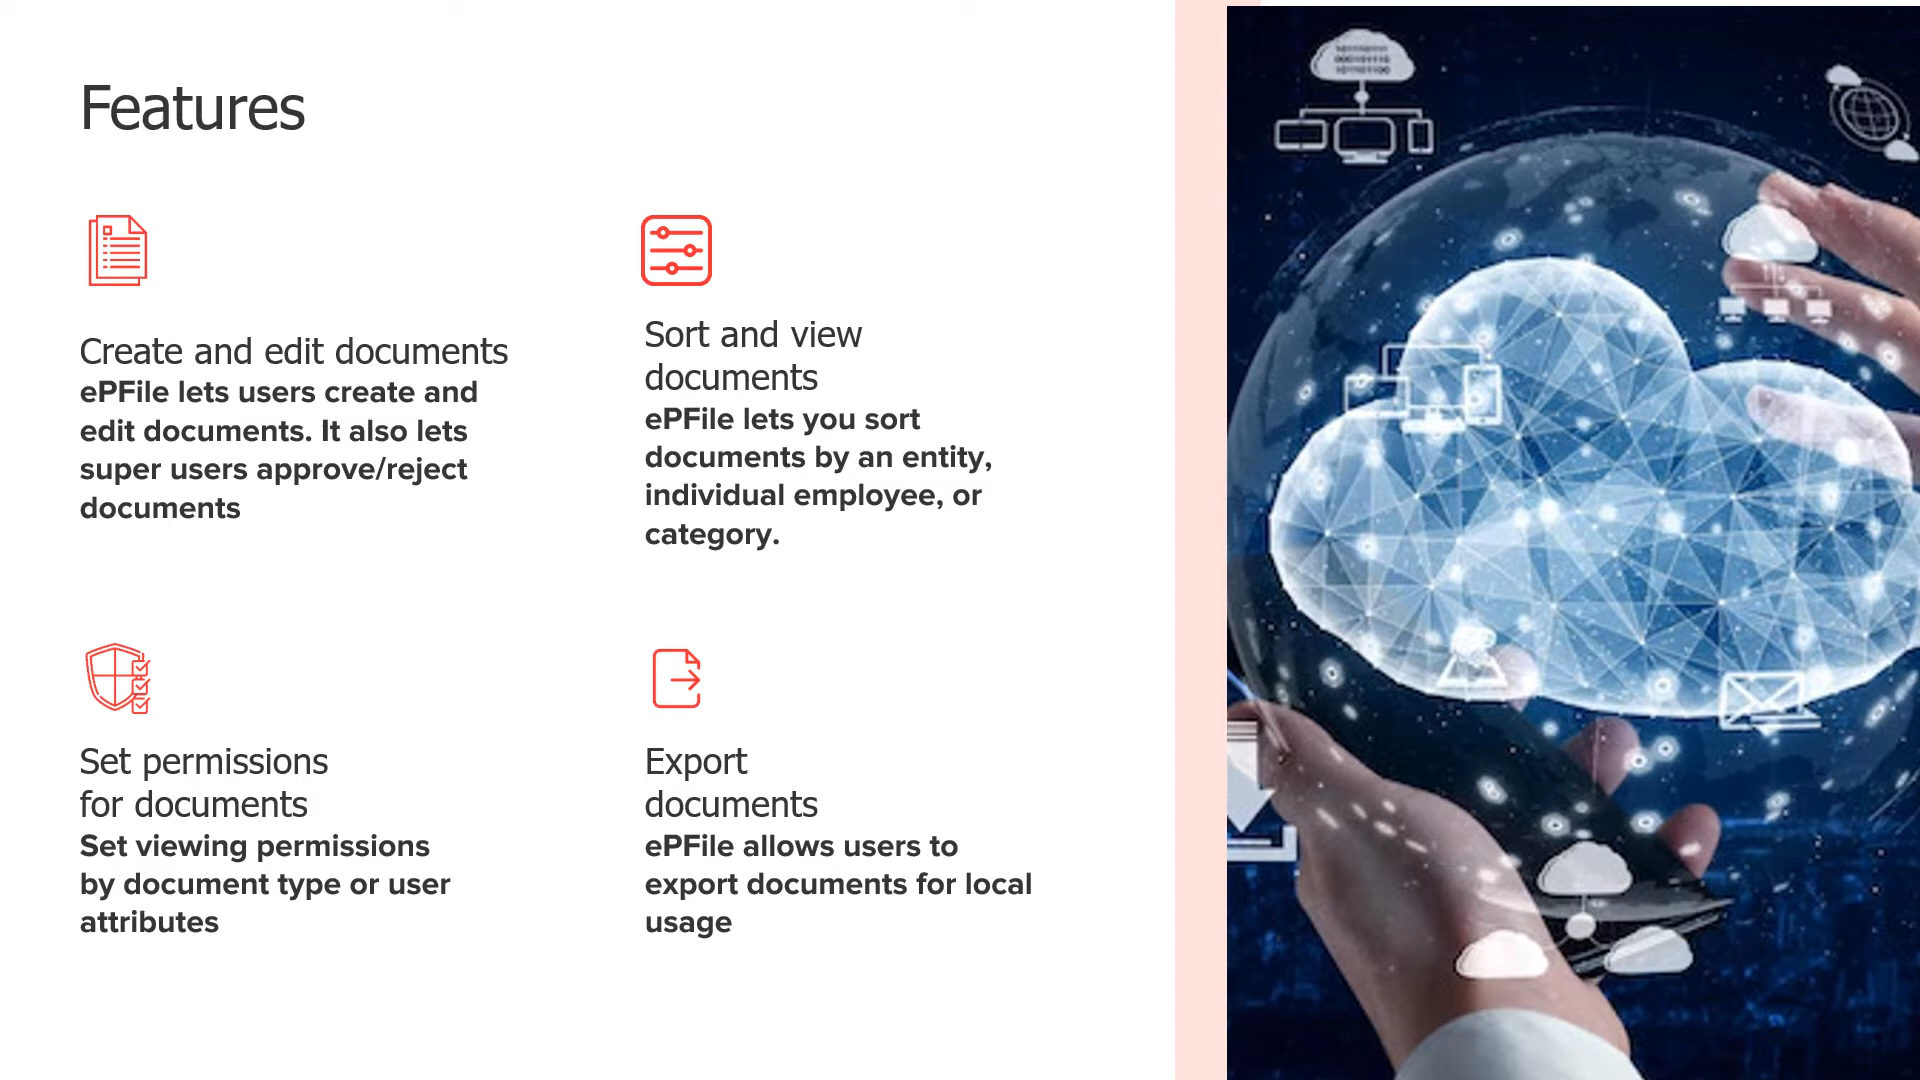 Features
Create and edit documents
ePFile lets users create and
edit documents. It also lets
super users approve/reject
documents
Sort and view
documents
ePFile lets you sort
documents by an entity,
individual employee, or
category.
Set permissions
for documents
Set viewing permissions
by document type or user
attributes
Export
documents
ePFile allows users to
export documents for local
usage